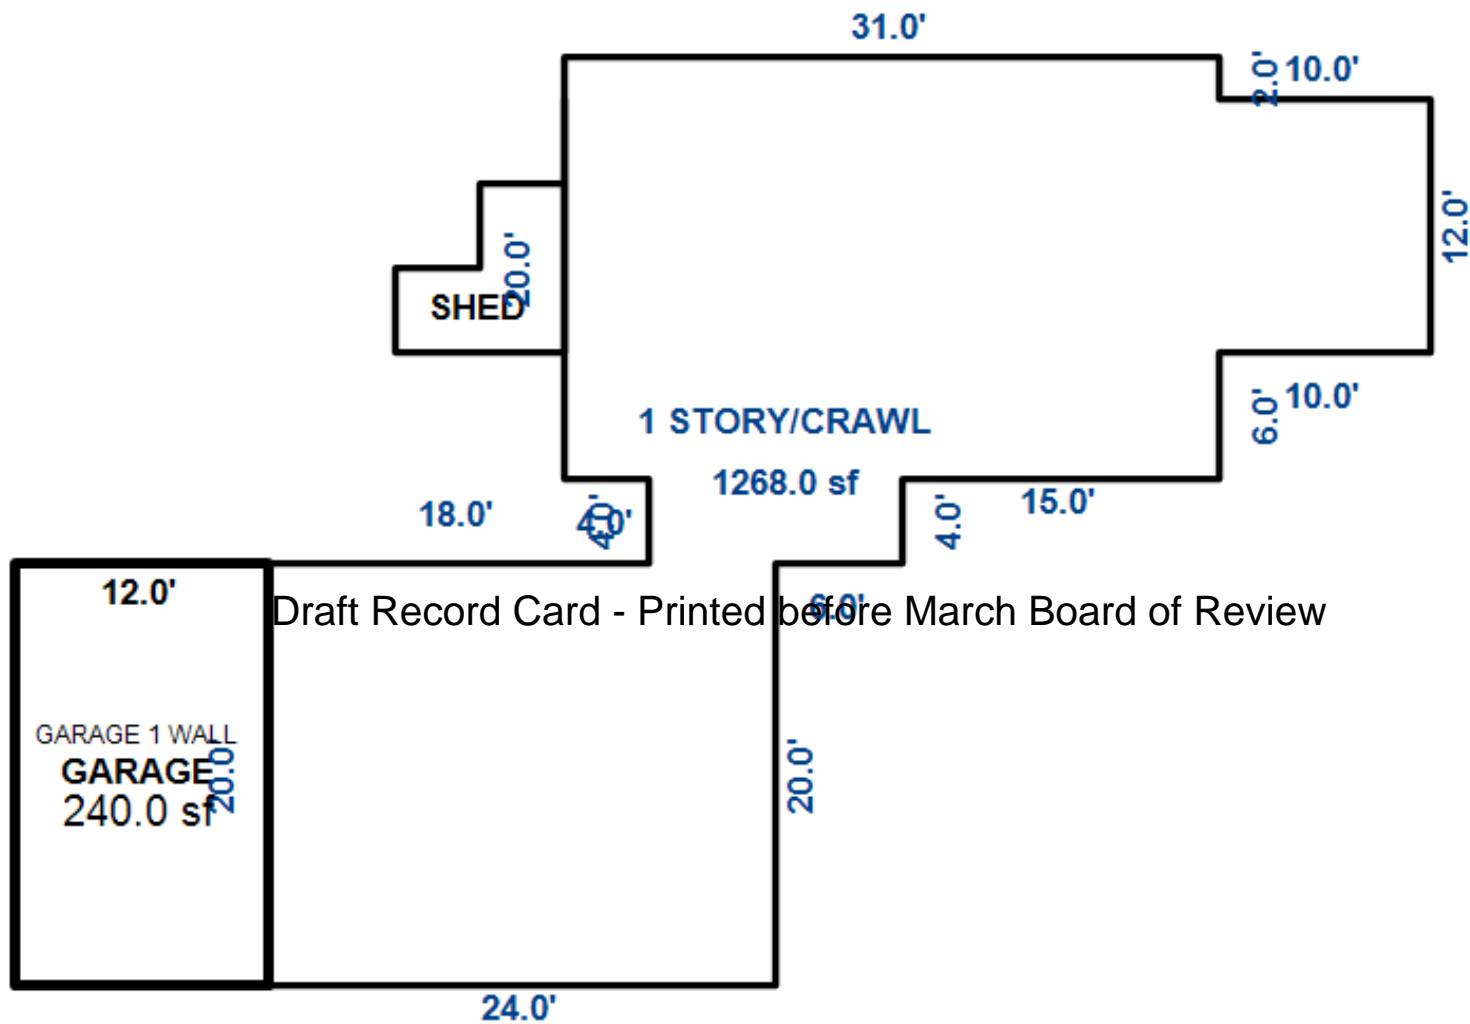 31.0'
2.0'
10.0'
12.0'
20.0'
SHED
10.0'
6.0'
1 STORY/CRAWL
1268.0 sf
18.0'
4.0'
4.0'
4.0'
15.0'
12.0'
6.0'
Draft Record Card - Printed before March Board of Review
GARAGE 1 WALL
GARAGE
240.0 sf
20.0'
20.0'
24.0'